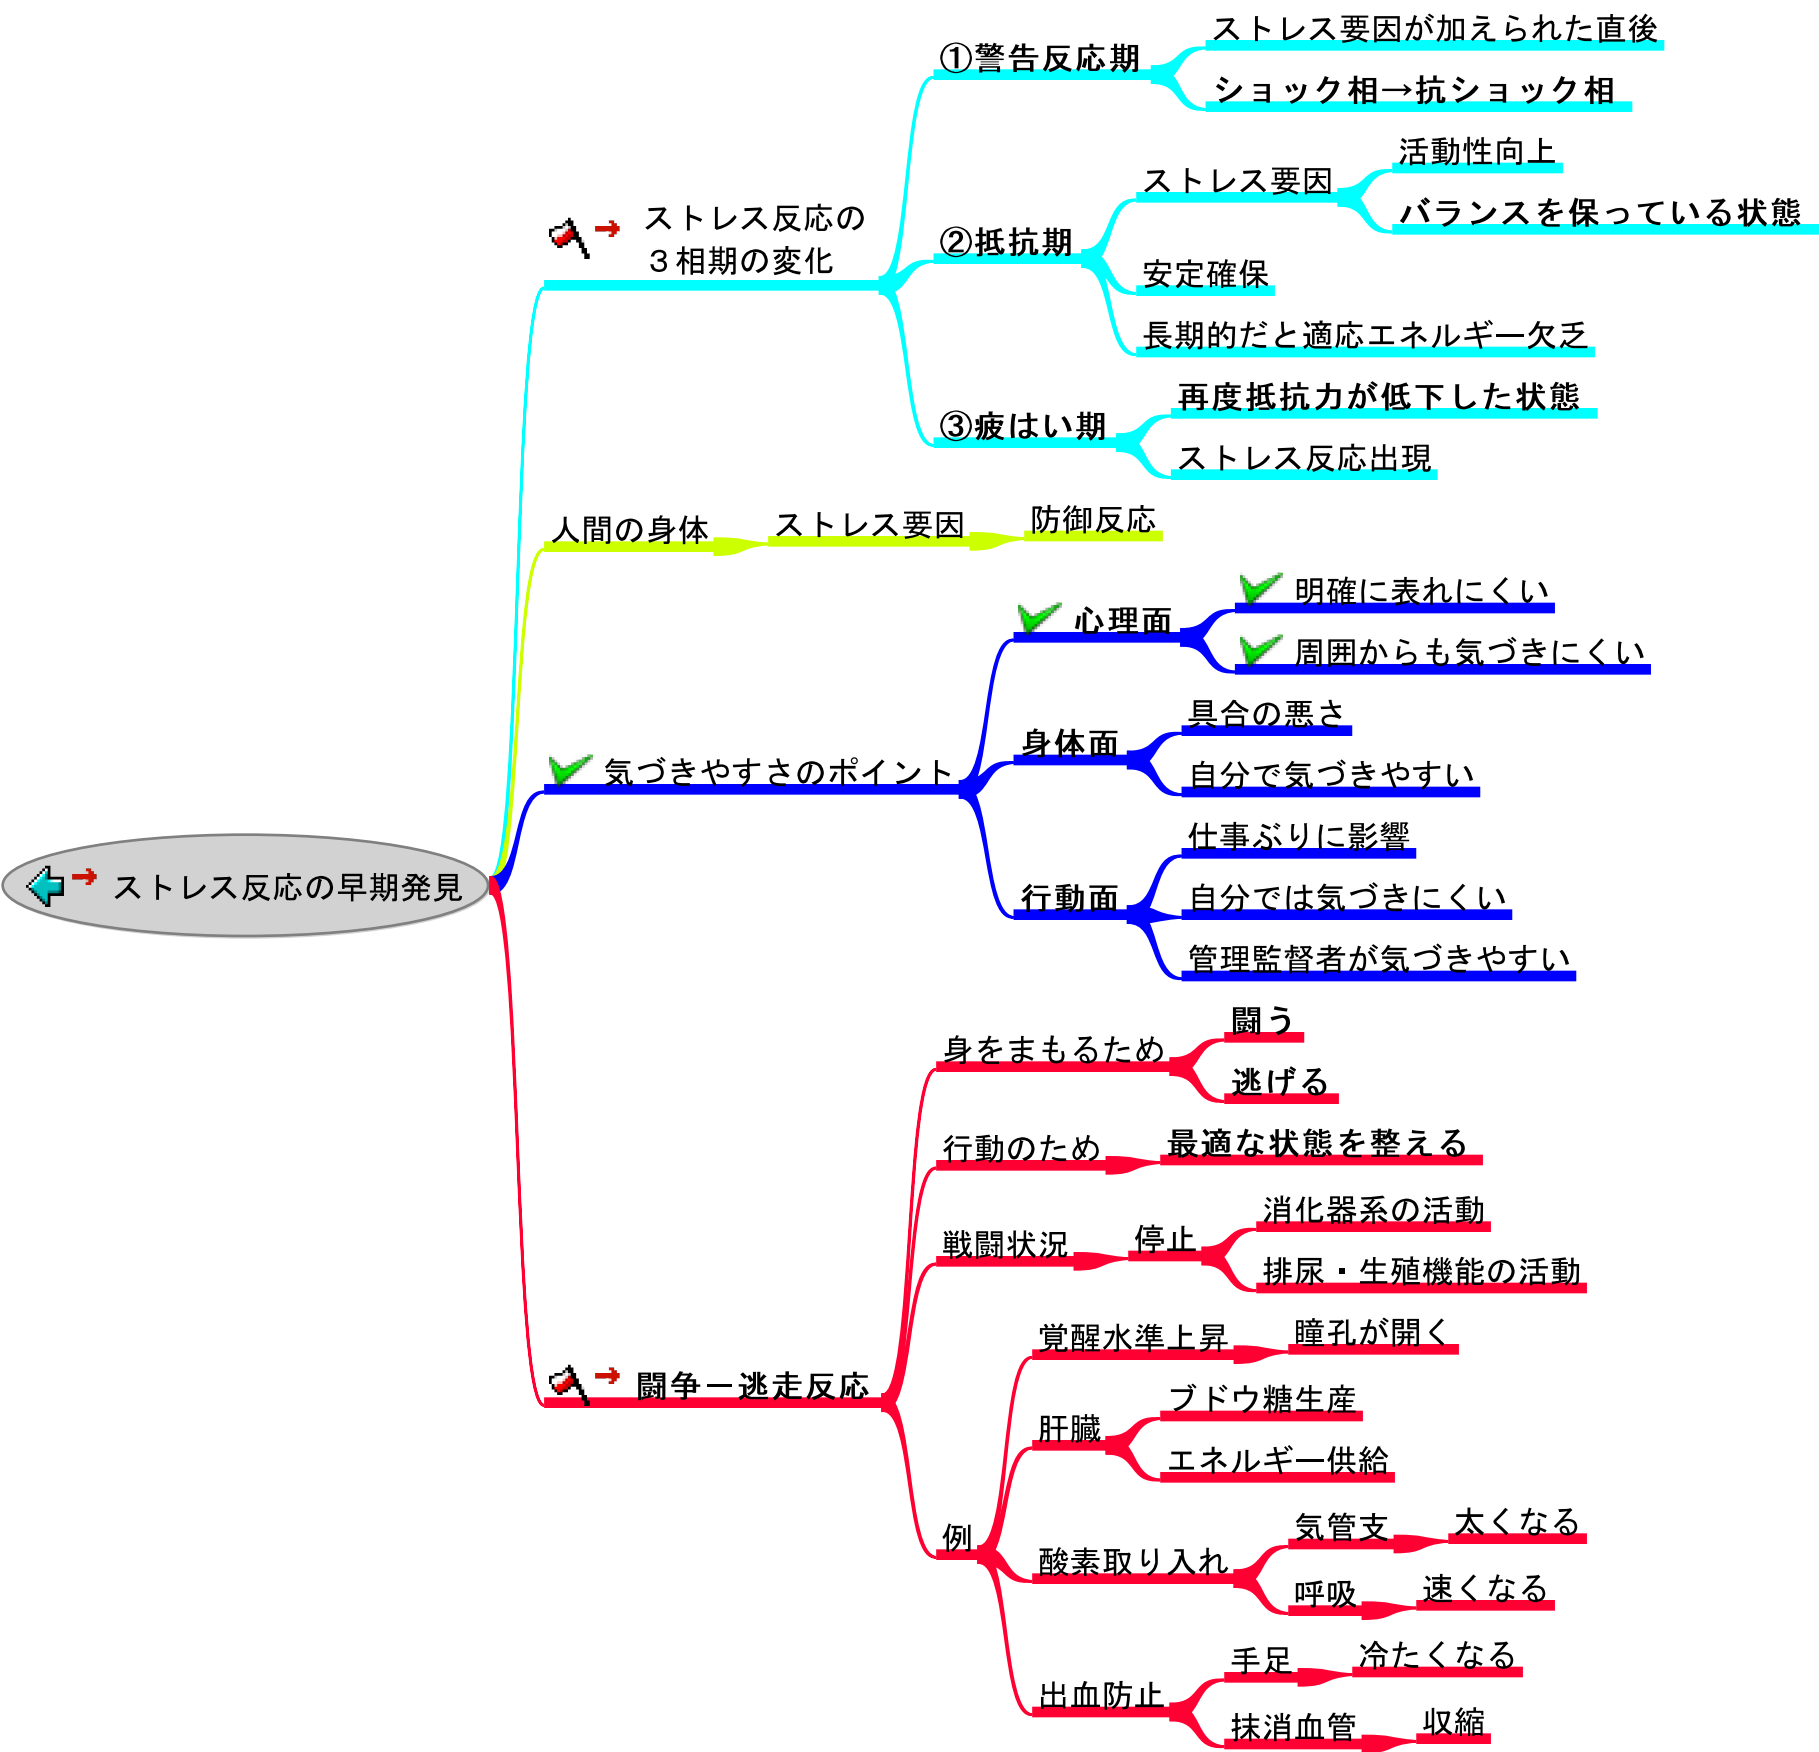 ストレス反応の早期発見
ストレス反応の
３相期の変化
①警告反応期
ストレス要因が加えられた直後
ショック相→抗ショック相
②抵抗期
ストレス要因
活動性向上
バランスを保っている状態
安定確保
長期的だと適応エネルギー欠乏
③疲はい期
再度抵抗力が低下した状態
ストレス反応出現
人間の身体
ストレス要因
防御反応
気づきやすさのポイント
心理面
明確に表れにくい
周囲からも気づきにくい
身体面
具合の悪さ
自分で気づきやすい
行動面
仕事ぶりに影響
自分では気づきにくい
管理監督者が気づきやすい
闘争－逃走反応
身をまもるため
闘う
逃げる
行動のため
最適な状態を整える
戦闘状況
停止
消化器系の活動
排尿・生殖機能の活動
例
覚醒水準上昇
瞳孔が開く
肝臓
ブドウ糖生産
エネルギー供給
酸素取り入れ
気管支
太くなる
呼吸
速くなる
出血防止
手足
冷たくなる
抹消血管
収縮